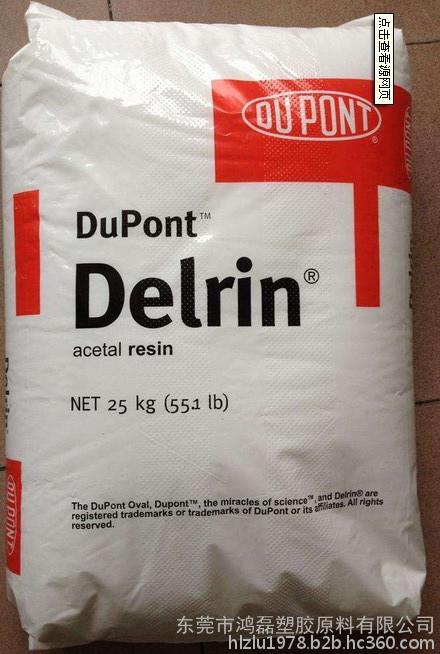 点击查看源网页
DU PONT
®
DuPont™
Delrin®
acetal resin
NET 25 kg (55.1 lb)
The DuPont Oval, Dupont™, the miracles of science™, and Delrin® are
registered trademarks or trademarks of DuPont or its affiliates. All rights
reserved.
Delrin
DU PONT
东莞市鸿磊塑胶原料有限公司
hlzlu1978.b2b.hc360.com